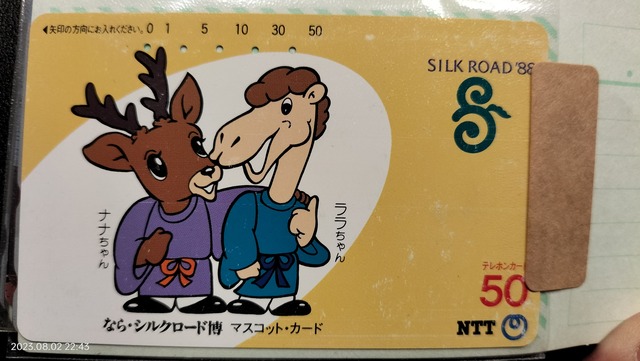 ◀矢印の方向にお入れください。 0 1 5 10 30 50
SILK ROAD '88
ナナちゃん
ララちゃん
テレホンカー
50
なら・シルクロード博 マスコット・カード
NTT
2023.08.02 22:43